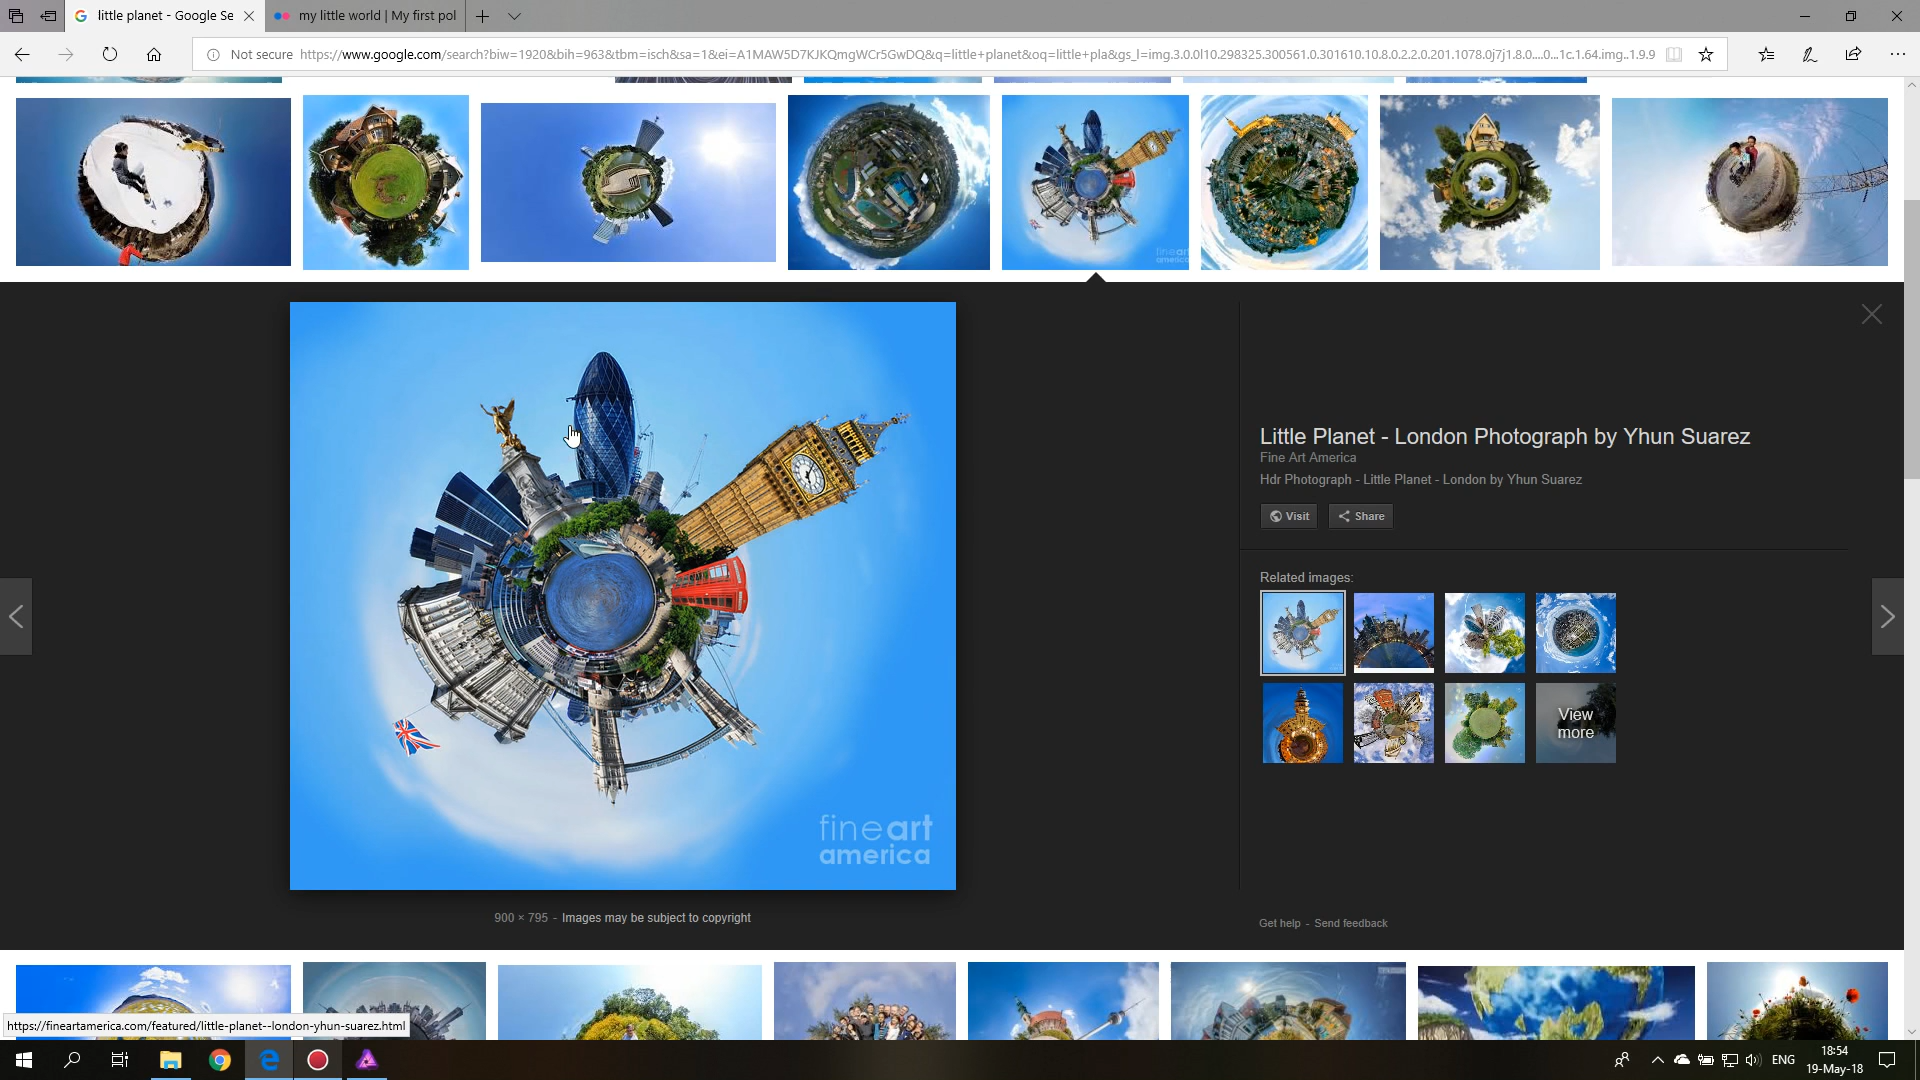 little planet - Google Se
my little world | My first pol
Not secure
https://www.google.com/search?biw=1920&bih=963&tbm=isch&sa=1&ei=A1MAW5D7KJKQmgWCr5GwDQ&q=little+planet&oq=little+pla&gs_l=img.3.0.0l10.298325.300561.0.301610.10.8.0.2.2.0.201.1078.0j7j1.8.0....0...1c.1.64.img..1.9.9
fineart
america
Little Planet - London Photograph by Yhun Suarez
Fine Art America
Hdr Photograph - Little Planet - London by Yhun Suarez
Visit
Share
Related images:
View
more
fineart
america
900 × 795 - Images may be subject to copyright
Get help - Send feedback
https://fineartamerica.com/featured/little-planet--london-yhun-suarez.html
ENG
18:54
19-May-18